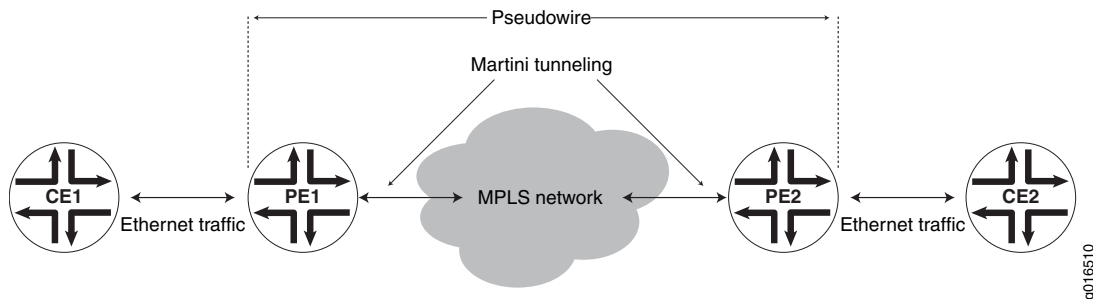 Pseudowire
Martini tunneling
CE1
PE1
MPLS network
PE2
CE2
Ethernet traffic
Ethernet traffic
g016510